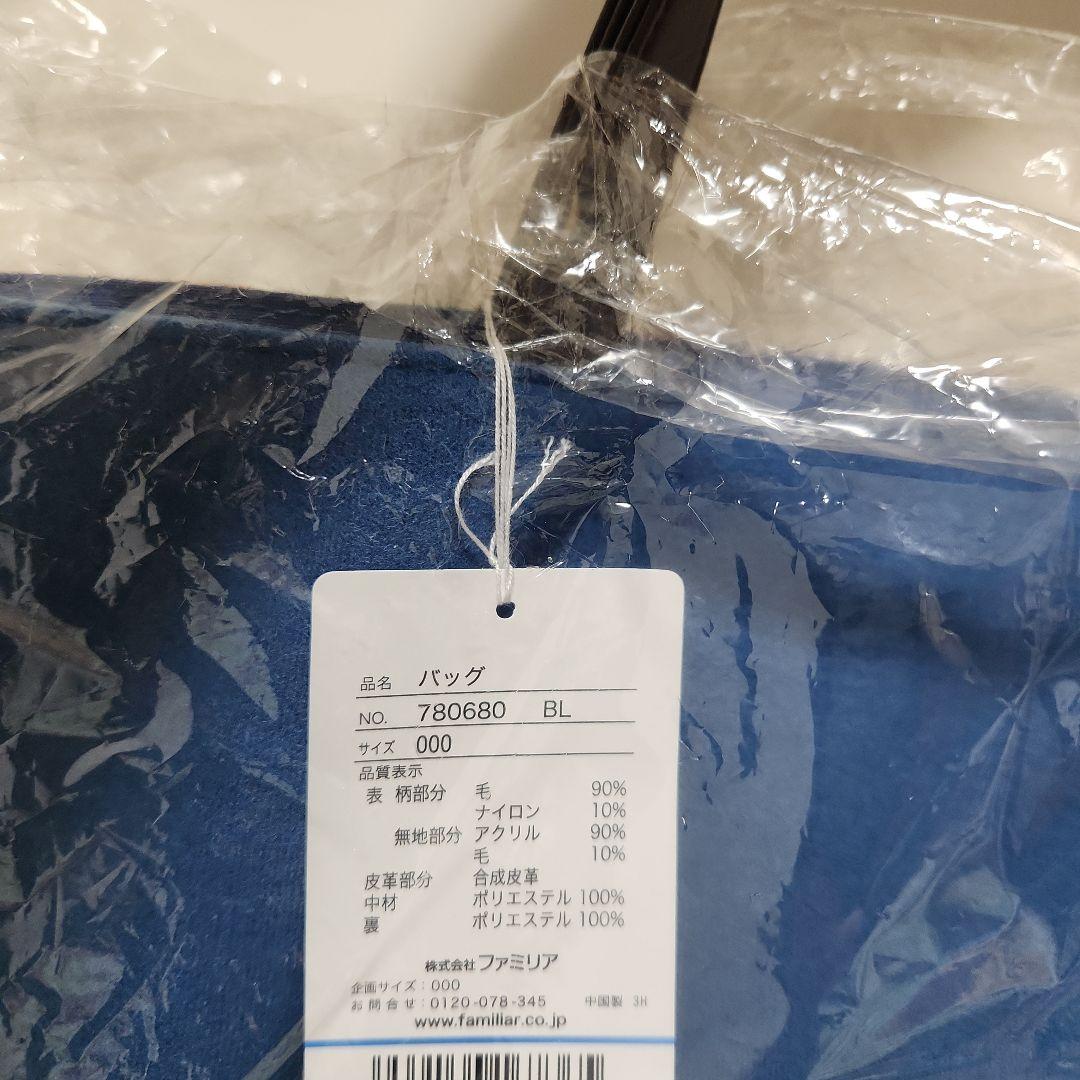 品名 バッグ
NO. 780680 BL
サイズ 000
品質表示
表 柄部分 毛 90%
ナイロン 10%
無地部分 アクリル 90%
毛 10%
皮革部分 合成皮革
中材 ポリエステル 100%
裏 ポリエステル 100%
株式会社 ファミリア
企画サイズ：000
お問合せ：0120-078-345 中国製 3H
www.familiar.co.jp